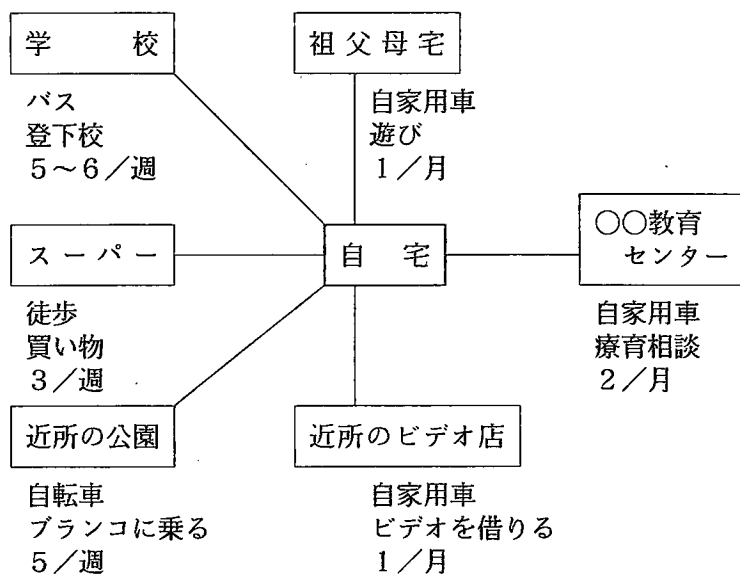 学校
バス
登下校
5～6／週
祖父母宅
自家用車
遊び
1／月
スーパー
徒歩
買い物
3／週
自宅
○○教育
センター
自家用車
療育相談
2／月
近所の公園
自転車
ブランコに乗る
5／週
近所のビデオ店
自家用車
ビデオを借りる
1／月